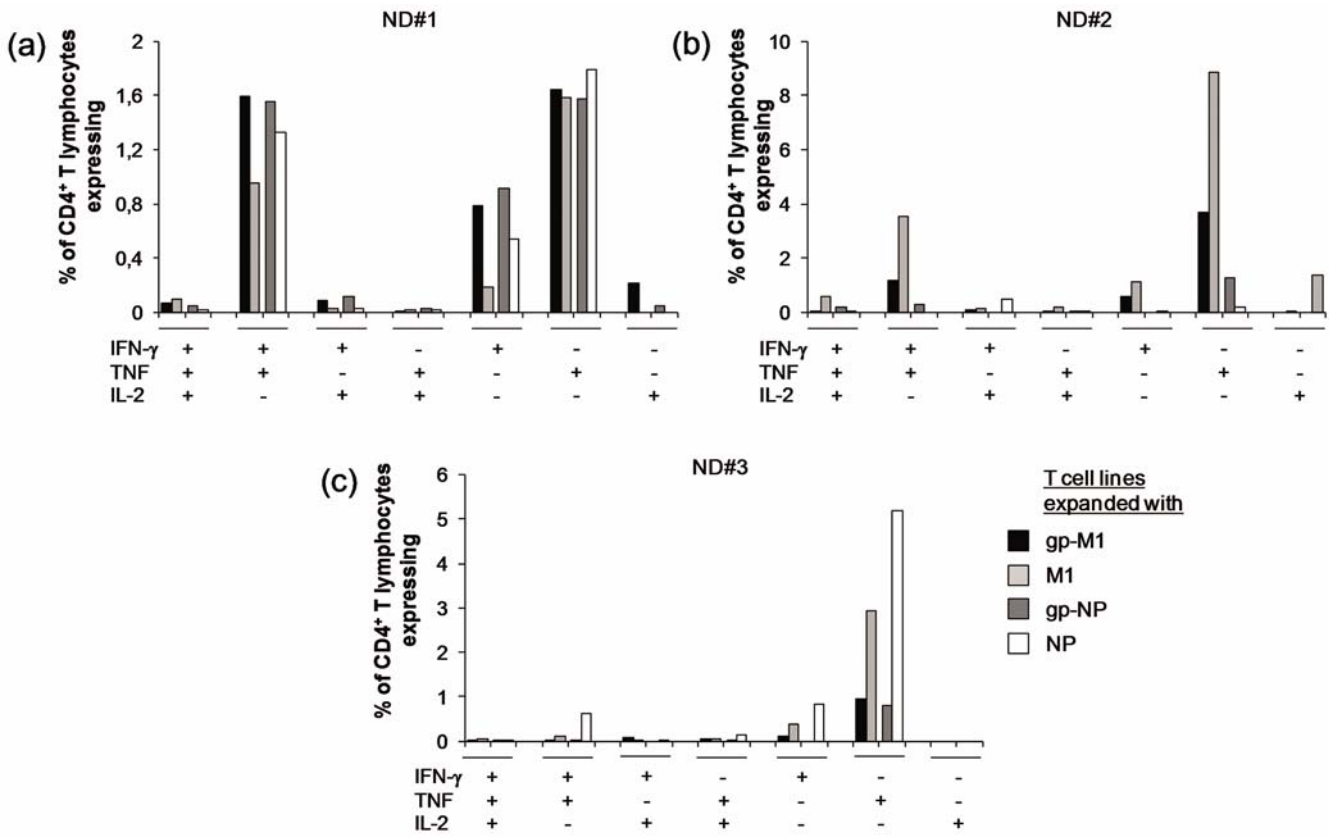 ND#1
(a)
% of CD4⁺ T lymphocytes
expressing
2
1,6
1,2
0,8
0,4
0
IFN-γ + + + - + - -
TNF + + - + - + -
IL-2 + - + + - - +
ND#2
(b)
% of CD4⁺ T lymphocytes
expressing
10
8
6
4
2
0
IFN-γ + + + - + - -
TNF + + - + - + -
IL-2 + - + + - - +
ND#3
(c)
% of CD4⁺ T lymphocytes
expressing
6
5
4
3
2
1
0
IFN-γ + + + - + - -
TNF + + - + - + -
IL-2 + - + + - - +
T cell lines
expanded with
gp-M1
M1
gp-NP
NP